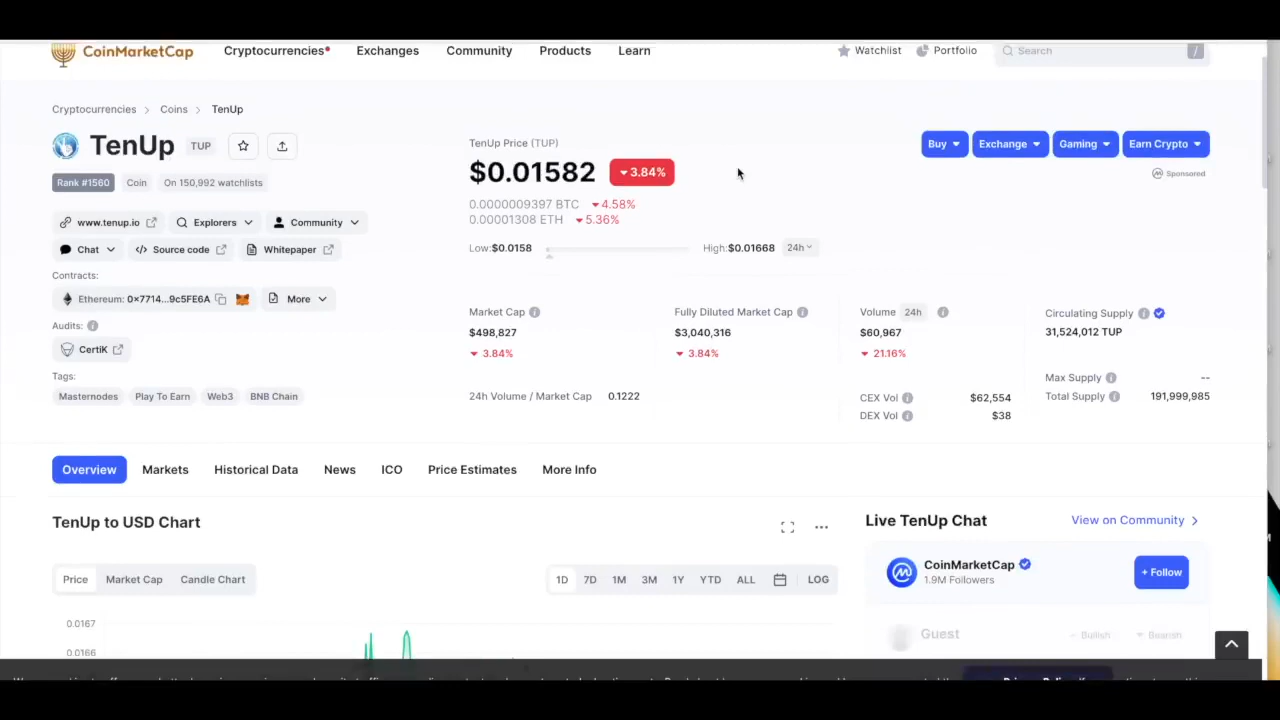 CoinMarketCap Cryptocurrencies Exchanges Community Products Learn Watchlist Portfolio Search /
Cryptocurrencies > Coins > TenUp
TenUp TUP
Rank #1560 Coin On 150,992 watchlists
www.tenup.io Explorers Community
Chat Source code Whitepaper
Contracts:
Ethereum: 0x7714...9c5FE6A More
Audits:
CertiK
Tags:
Masternodes Play To Earn Web3 BNB Chain
TenUp Price (TUP)
$0.01582 3.84%
0.0000009397 BTC 4.58%
0.00001308 ETH 5.36%
Low:$0.0158 High:$0.01668 24h
Buy Exchange Gaming Earn Crypto
Sponsored
Market Cap
$498,827
3.84%
Fully Diluted Market Cap
$3,040,316
3.84%
Volume 24h
$60,967
21.16%
Circulating Supply
31,524,012 TUP
24h Volume / Market Cap 0.1222
CEX Vol $62,554
DEX Vol $38
Max Supply --
Total Supply 191,999,985
Overview Markets Historical Data News ICO Price Estimates More Info
TenUp to USD Chart
Price Market Cap Candle Chart 1D 7D 1M 3M 1Y YTD ALL LOG
0.0167
0.0166
Live TenUp Chat View on Community >
CoinMarketCap
1.9M Followers
+ Follow
Guest Bullish Bearish